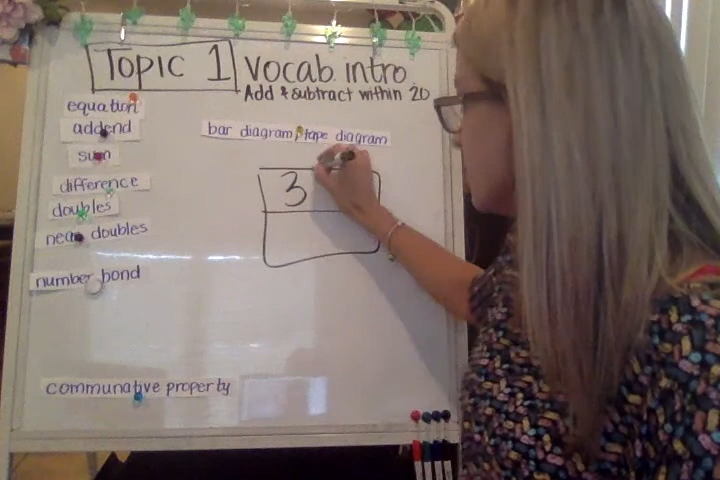 Topic 1 Vocab. intro
Add & subtract within 20
equation
addend
sum
difference
doubles
near doubles
number bond
communative property
bar diagram/tape diagram
3